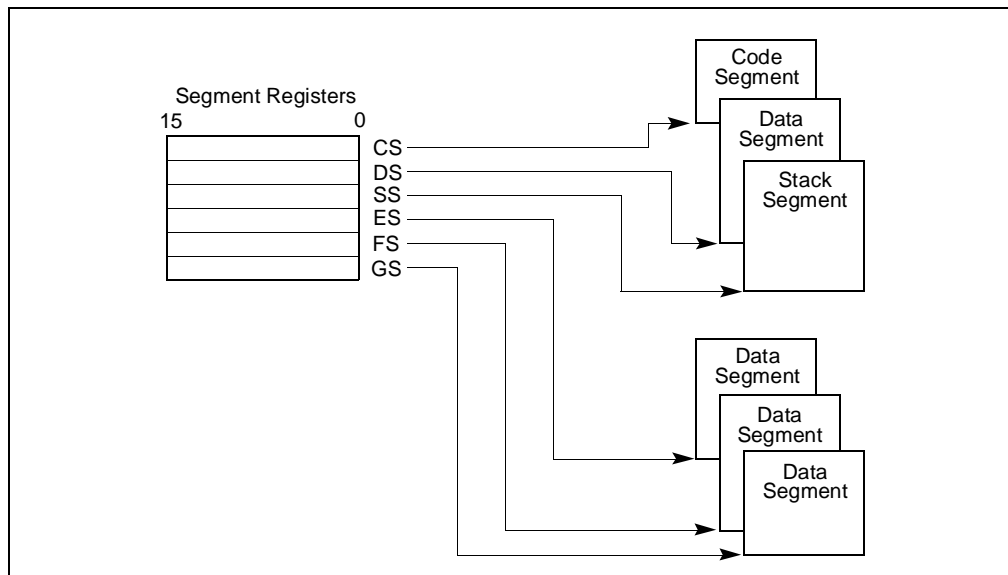 Segment Registers
15 0
CS
DS
SS
ES
FS
GS
Code
Segment
Data
Segment
Stack
Segment
Data
Segment
Data
Segment
Data
Segment